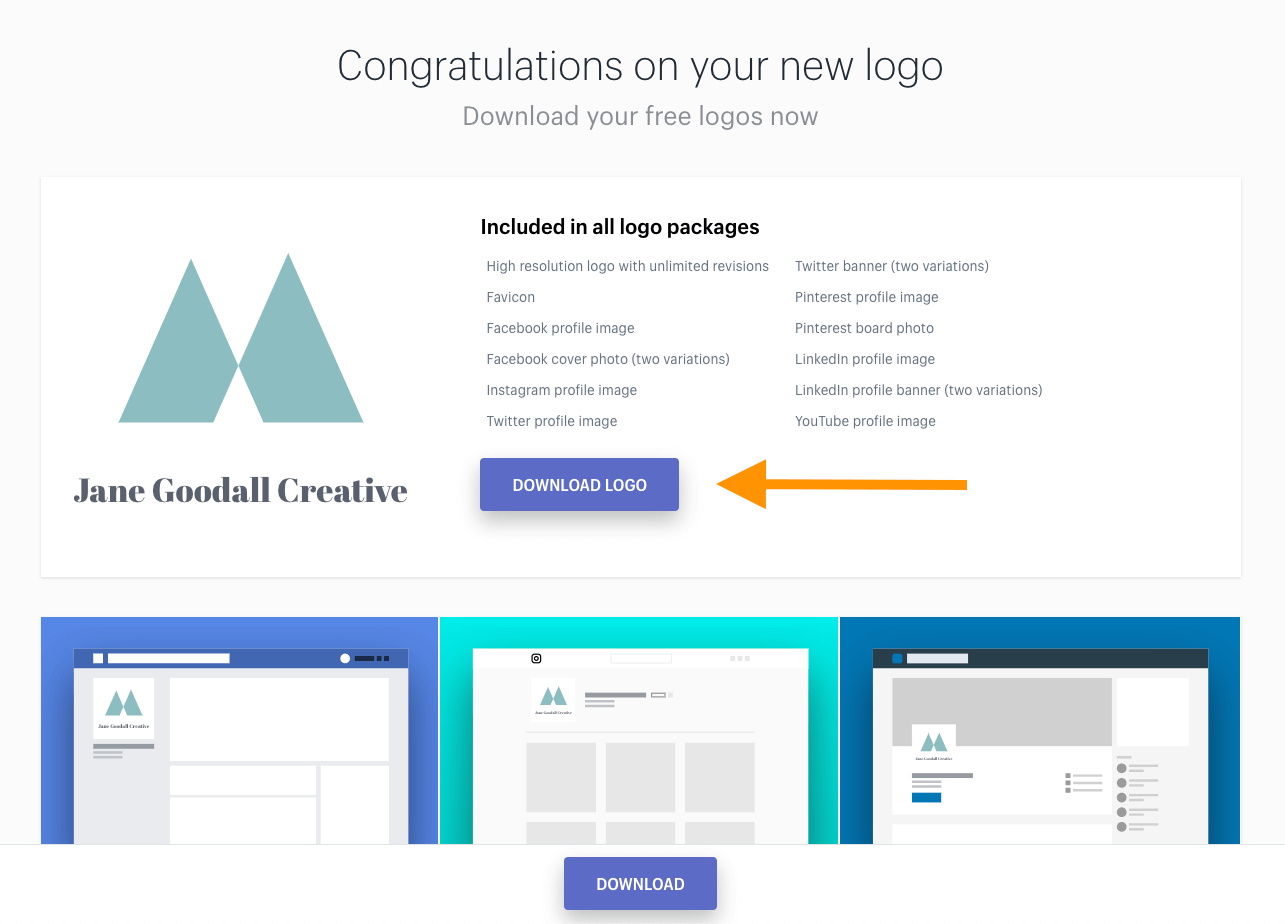 Congratulations on your new logo
Download your free logos now
Included in all logo packages
High resolution logo with unlimited revisions
Favicon
Facebook profile image
Facebook cover photo (two variations)
Instagram profile image
Twitter profile image
Twitter banner (two variations)
Pinterest profile image
Pinterest board photo
LinkedIn profile image
LinkedIn profile banner (two variations)
YouTube profile image
Jane Goodall Creative
DOWNLOAD LOGO
Jane Goodall Creative
Jane Goodall Creative
Jane Goodall Creative
DOWNLOAD